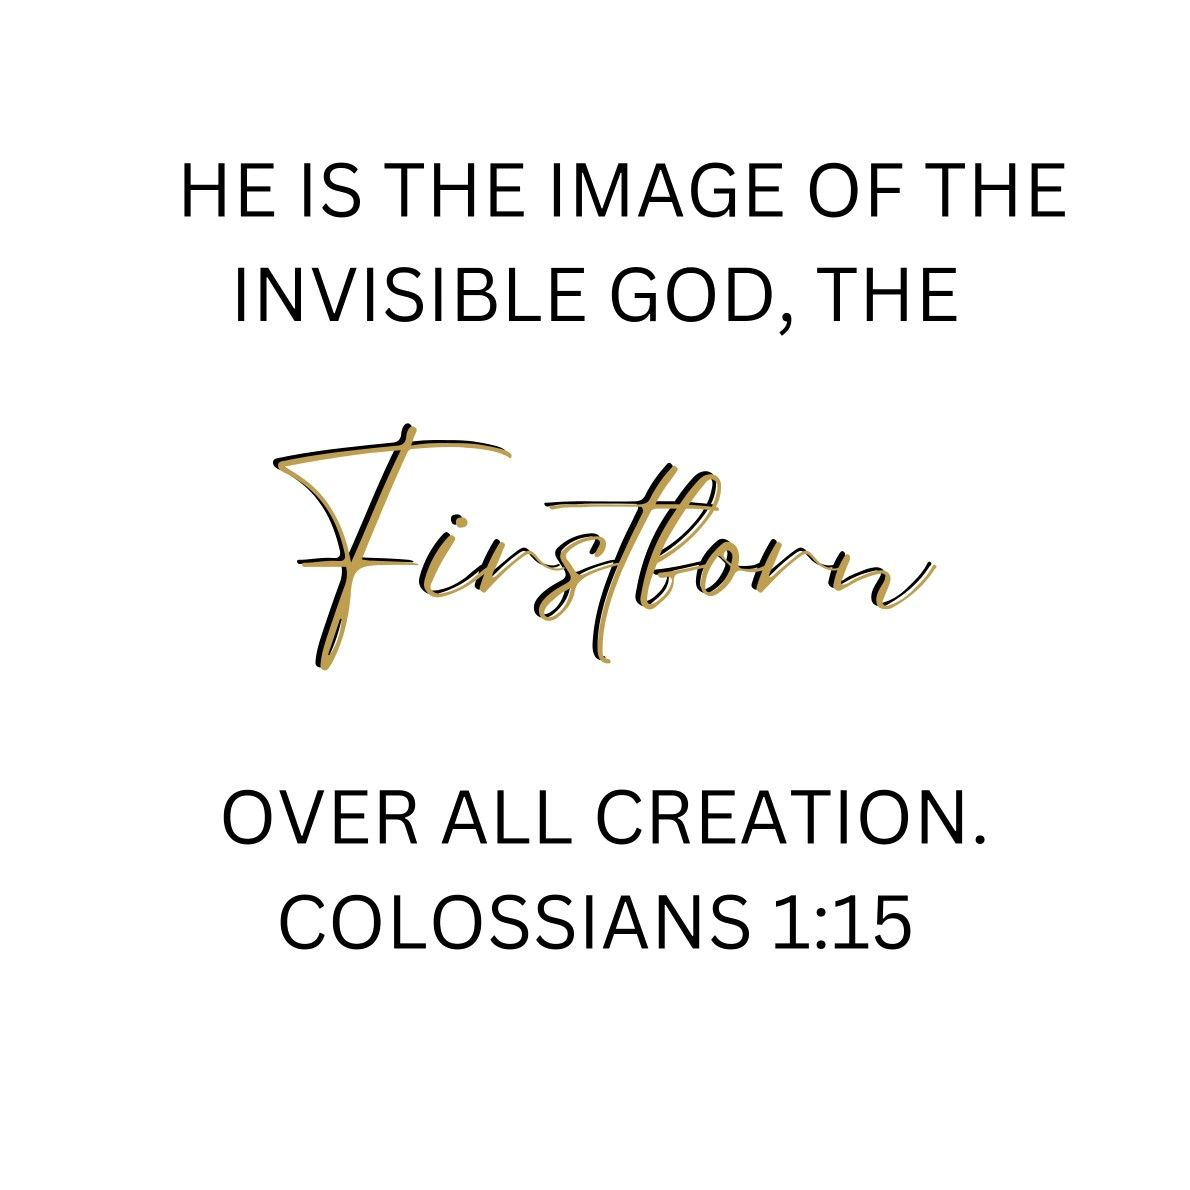 HE IS THE IMAGE OF THE
INVISIBLE GOD, THE
Firstborn
OVER ALL CREATION.
COLOSSIANS 1:15